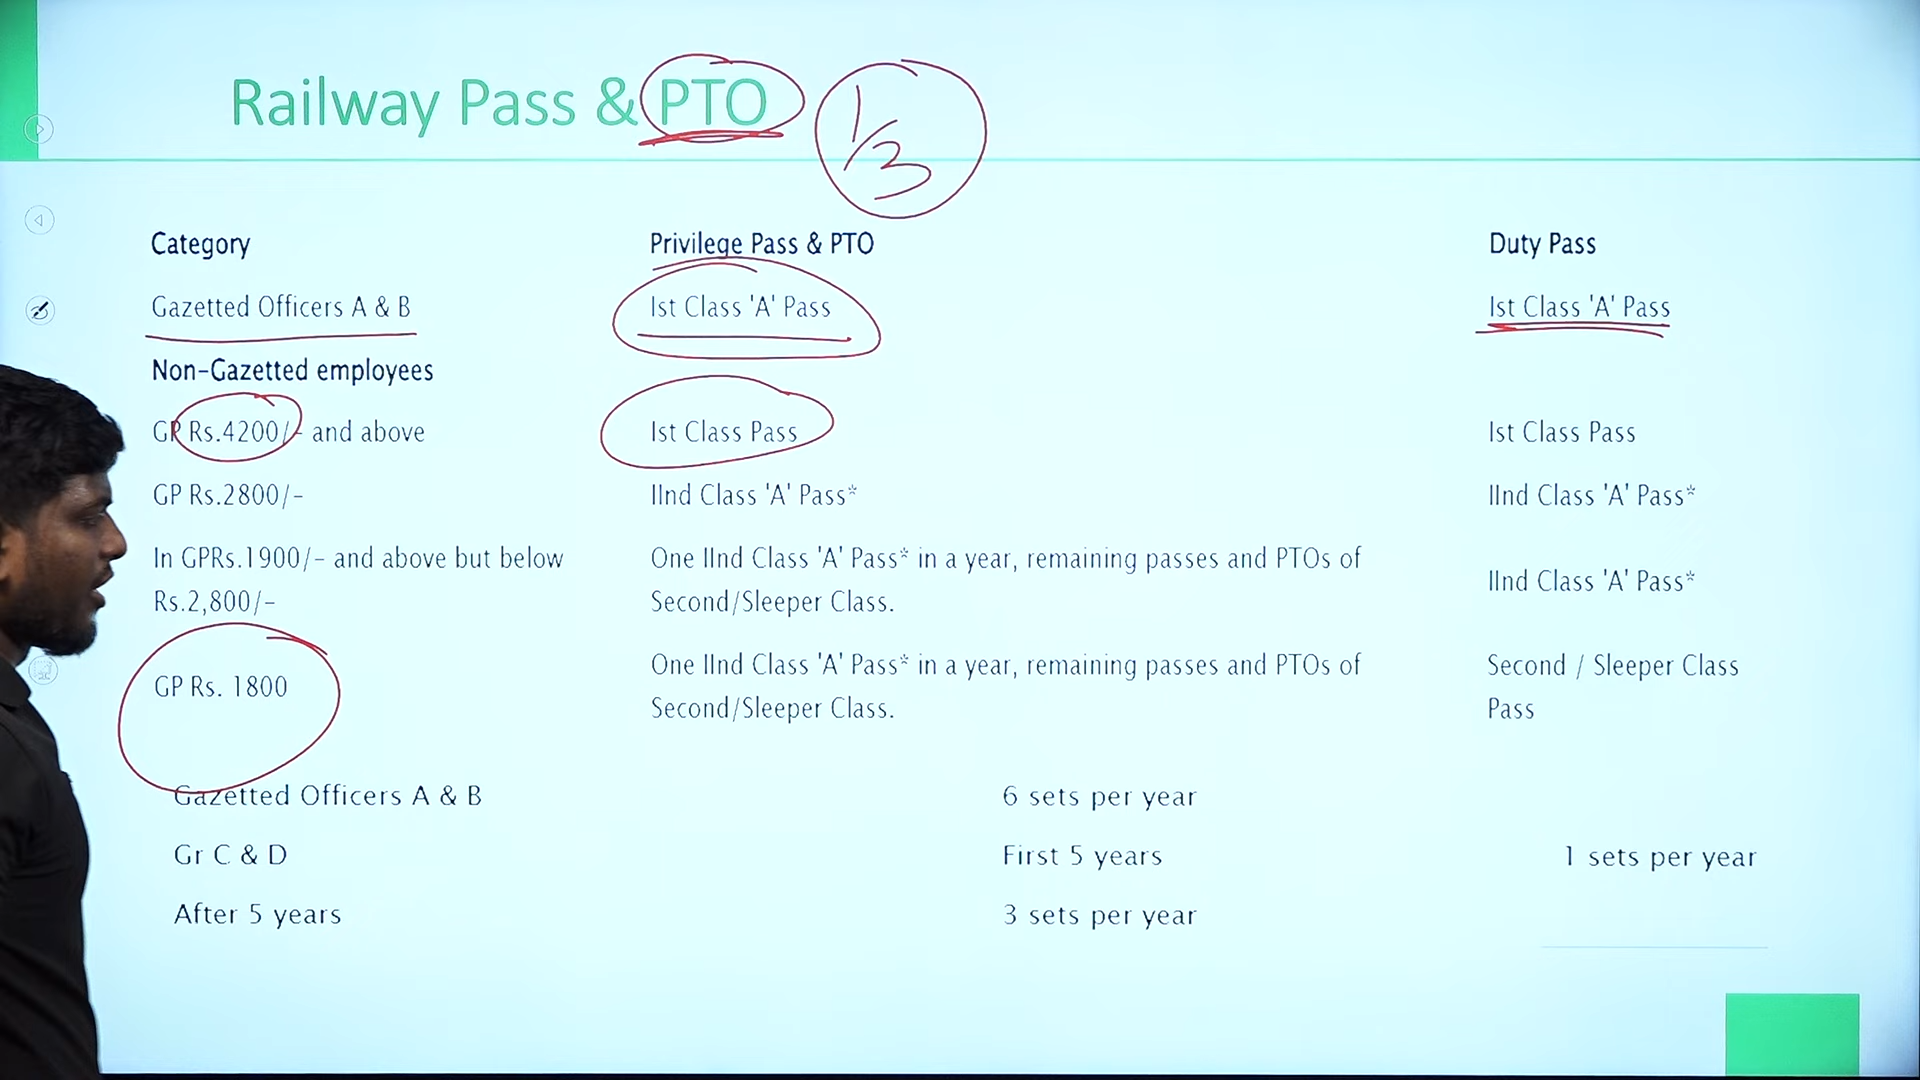 Railway Pass & PTO
1/3
Category Privilege Pass & PTO Duty Pass
Gazetted Officers A & B Ist Class 'A' Pass Ist Class 'A' Pass
Non-Gazetted employees
GP Rs.4200/- and above Ist Class Pass Ist Class Pass
GP Rs.2800/- IInd Class 'A' Pass* IInd Class 'A' Pass*
In GPRs.1900/- and above but below One IInd Class 'A' Pass* in a year, remaining passes and PTOs of IInd Class 'A' Pass*
Rs.2,800/- Second/Sleeper Class.
GP Rs. 1800 One IInd Class 'A' Pass* in a year, remaining passes and PTOs of Second / Sleeper Class
Second/Sleeper Class. Pass
Gazetted Officers A & B 6 sets per year
Gr C & D First 5 years 1 sets per year
After 5 years 3 sets per year